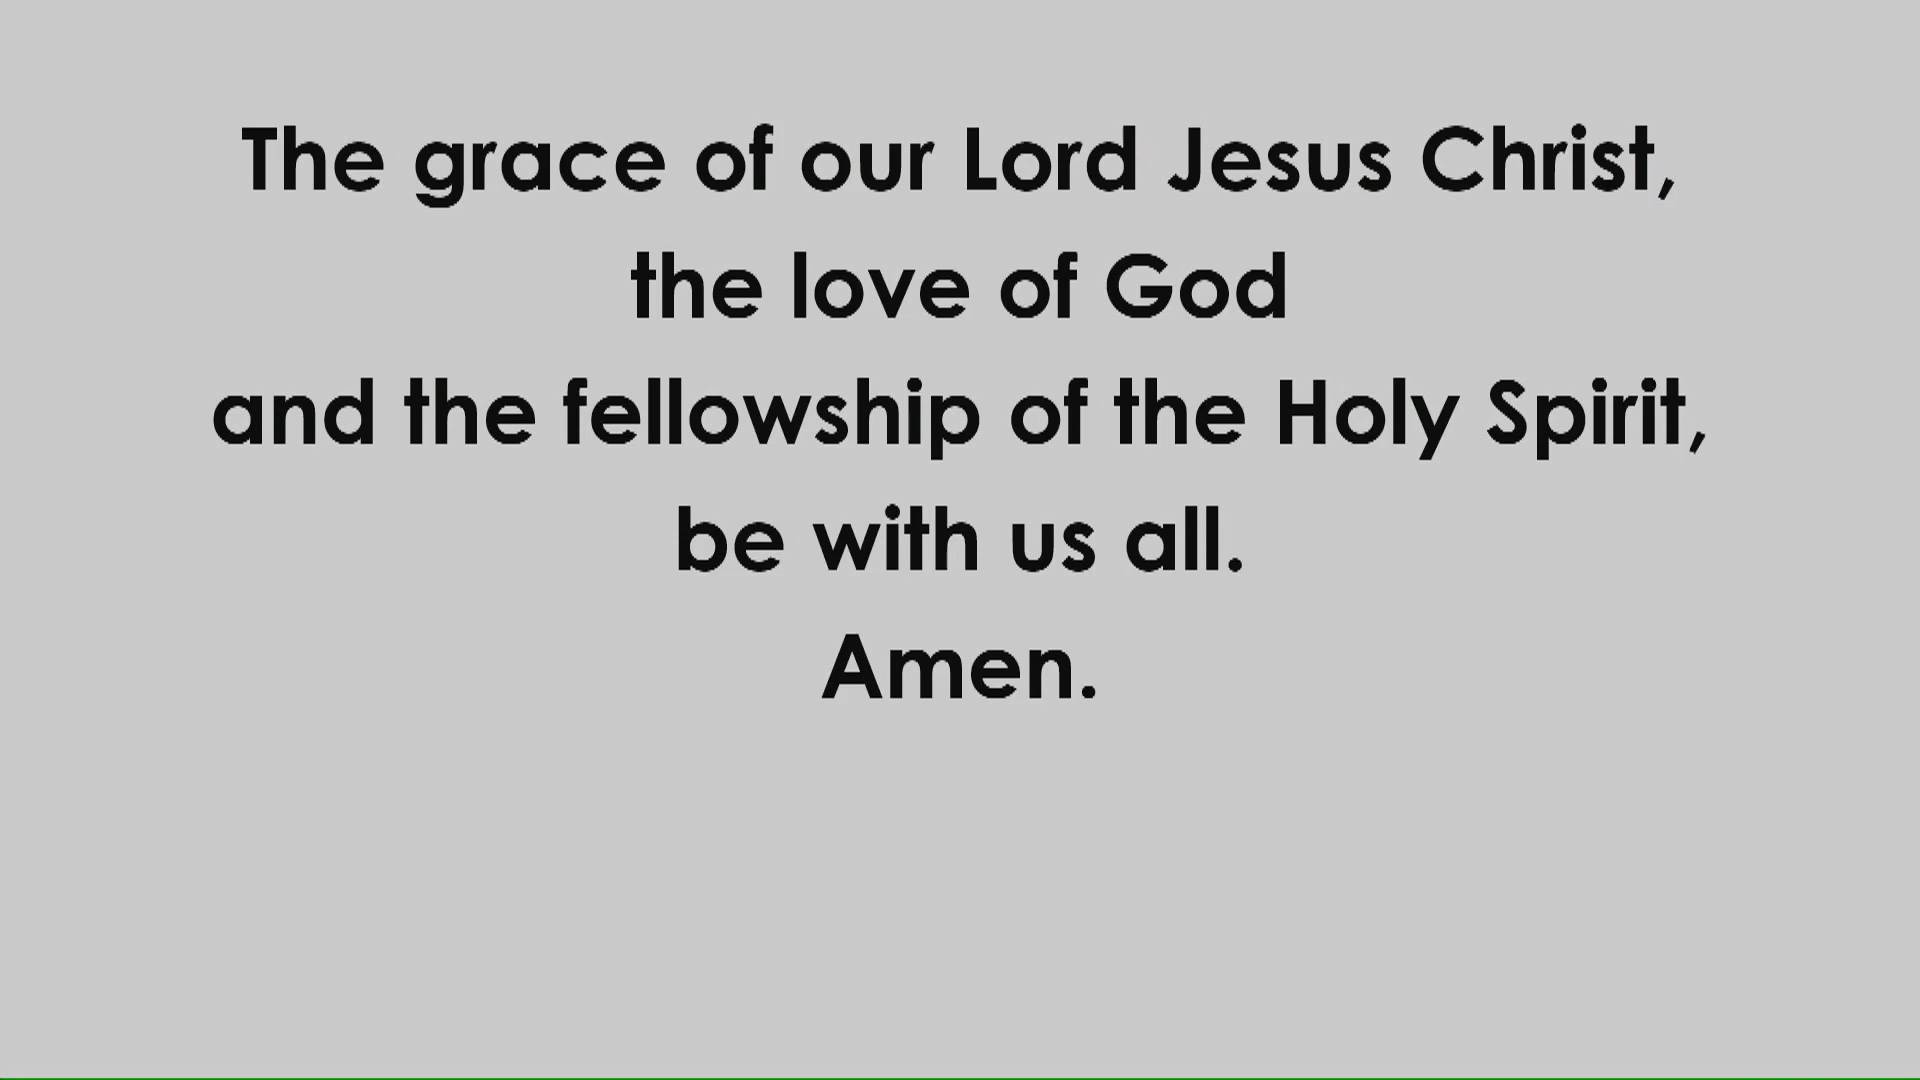 The grace of our Lord Jesus Christ,
the love of God
and the fellowship of the Holy Spirit,
be with us all.
Amen.